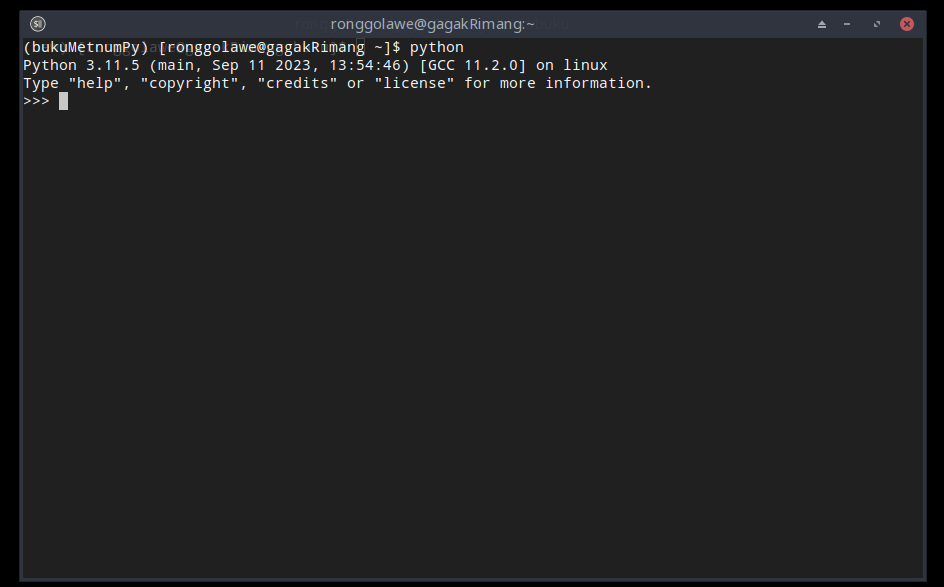 ronggolawe@gagakRimang:~
(bukuMetnumPy) [ronggolawe@gagakRimang ~]$ python
Python 3.11.5 (main, Sep 11 2023, 13:54:46) [GCC 11.2.0] on linux
Type "help", "copyright", "credits" or "license" for more information.
>>>